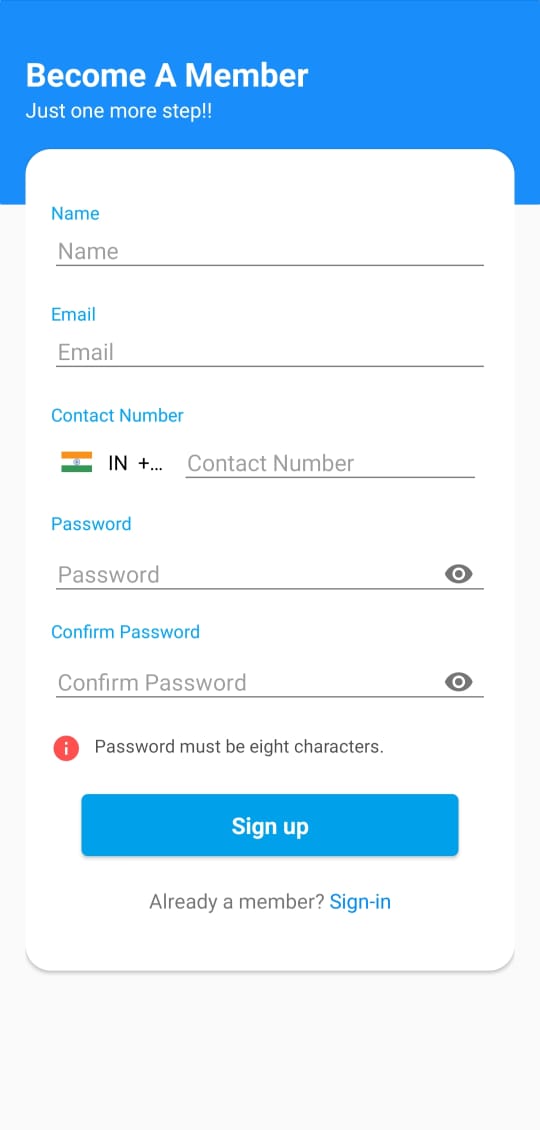 Become A Member
Just one more step!!
Name
Name
Email
Email
Contact Number
IN +... Contact Number
Password
Password
Confirm Password
Confirm Password
Password must be eight characters.
Sign up
Already a member? Sign-in